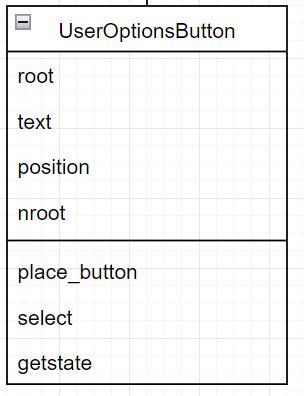 UserOptionsButton
root
text
position
nroot
place_button
select
getstate